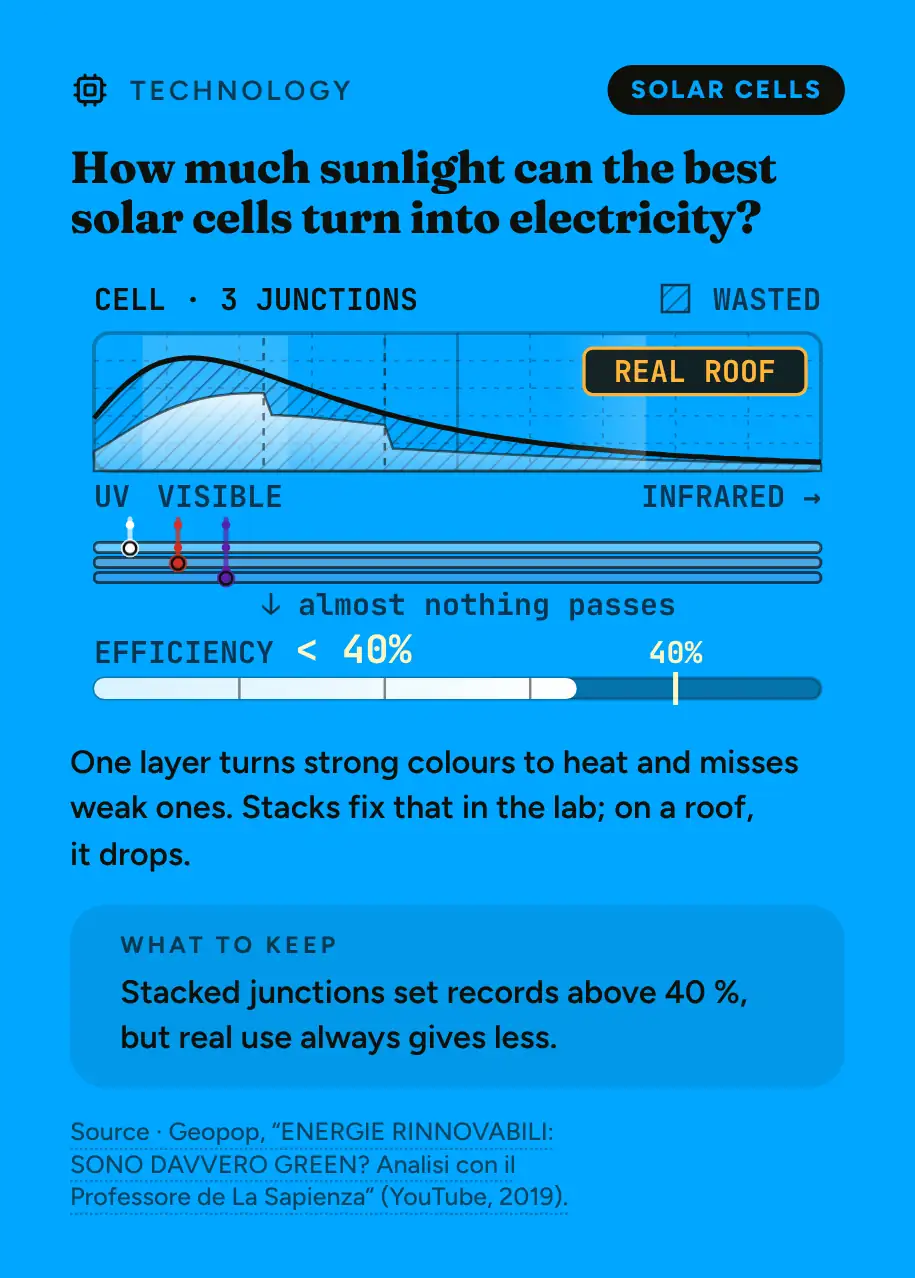 TECHNOLOGY
SOLAR CELLS
How much sunlight can the best
solar cells turn into electricity?
CELL · 3 JUNCTIONS
WASTED
REAL ROOF
UV VISIBLE
INFRARED →
↓ almost nothing passes
EFFICIENCY < 40%
40%
One layer turns strong colours to heat and misses
weak ones. Stacks fix that in the lab; on a roof,
it drops.
WHAT TO KEEP
Stacked junctions set records above 40 %,
but real use always gives less.
Source · Geopop, “ENERGIE RINNOVABILI:
SONO DAVVERO GREEN? Analisi con il
Professore de La Sapienza” (YouTube, 2019).